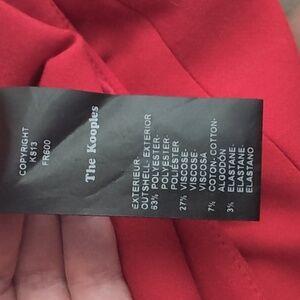 COPYRIGHT
KS13
FR600
The Kooples
EXTERIEUR-
OUTSHELL-EXTERIOR
63% POLYESTER-
POLYESTER-
POLIÉSTER
27% VISCOSE-
VISCOSE-
VISCOSA
7% COTON-COTTON-
ALGODÓN
3% ELASTANE-
ELASTANE-
ELASTANO